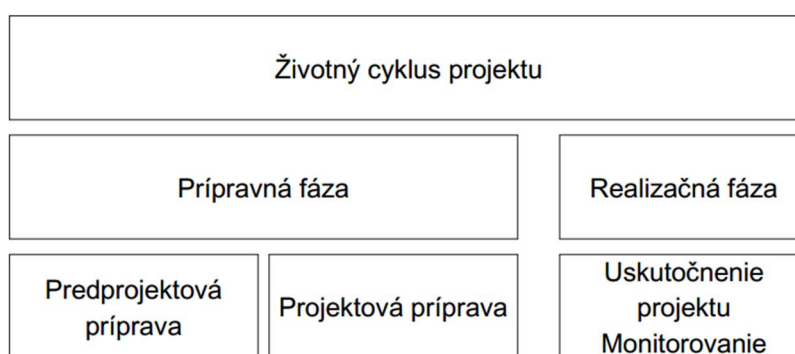 Životný cyklus projektu
Prípravná fáza
Realizačná fáza
Predprojektová
príprava
Projektová príprava
Uskutočnenie
projektu
Monitorovanie